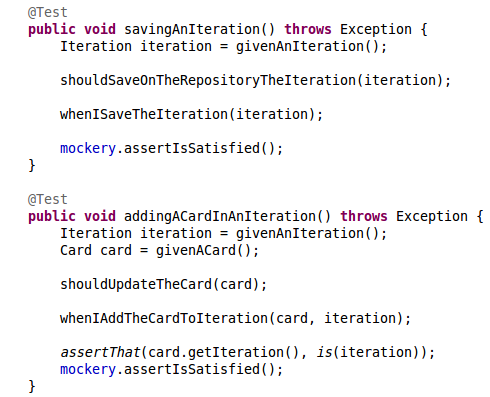 @Test
public void savingAnIteration() throws Exception {
    Iteration iteration = givenAnIteration();

    shouldSaveOnTheRepositoryTheIteration(iteration);

    whenISaveTheIteration(iteration);

    mockery.assertIsSatisfied();
}

@Test
public void addingACardInAnIteration() throws Exception {
    Iteration iteration = givenAnIteration();
    Card card = givenACard();

    shouldUpdateTheCard(card);

    whenIAddTheCardToIteration(card, iteration);

    assertThat(card.getIteration(), is(iteration));
    mockery.assertIsSatisfied();
}